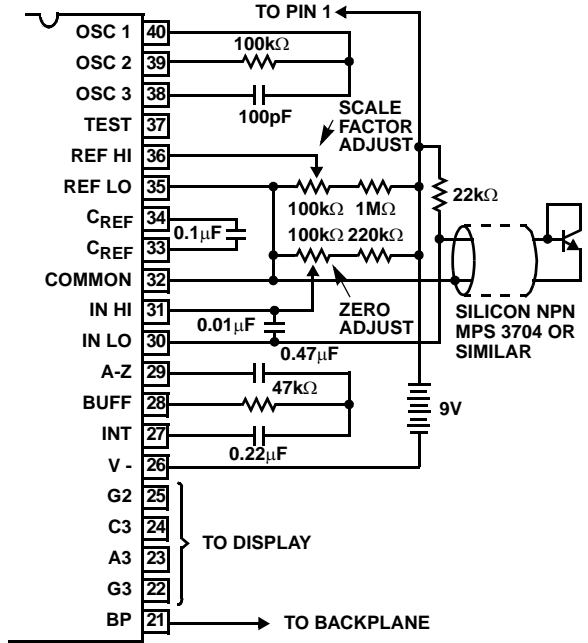 TO PIN 1
OSC 1 40
100kΩ
OSC 2 39
OSC 3 38
100pF
TEST 37
SCALE
FACTOR
ADJUST
REF HI 36
REF LO 35
22kΩ
100kΩ 1MΩ
CREF 34
0.1μF
100kΩ 220kΩ
CREF 33
COMMON 32
IN HI 31
ZERO
ADJUST
0.01μF
SILICON NPN
MPS 3704 OR
SIMILAR
IN LO 30
0.47μF
A-Z 29
47kΩ
BUFF 28
9V
INT 27
0.22μF
V - 26
G2 25
C3 24
TO DISPLAY
A3 23
G3 22
BP 21
TO BACKPLANE